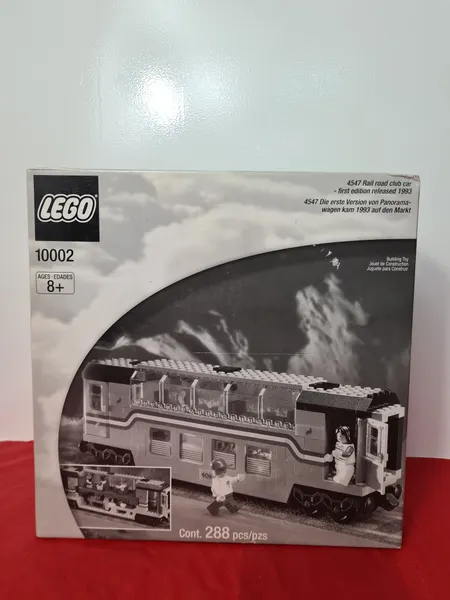 4547 Rail road club car
- first edition released 1993
4547 Die erste Version von Panorama-
wagen kam 1993 auf den Markt
LEGO
10002
AGES·EDADES
8+
Building Toy
Jouet de Construction
Juguete para Construir
Cont. 288 pcs/pzs